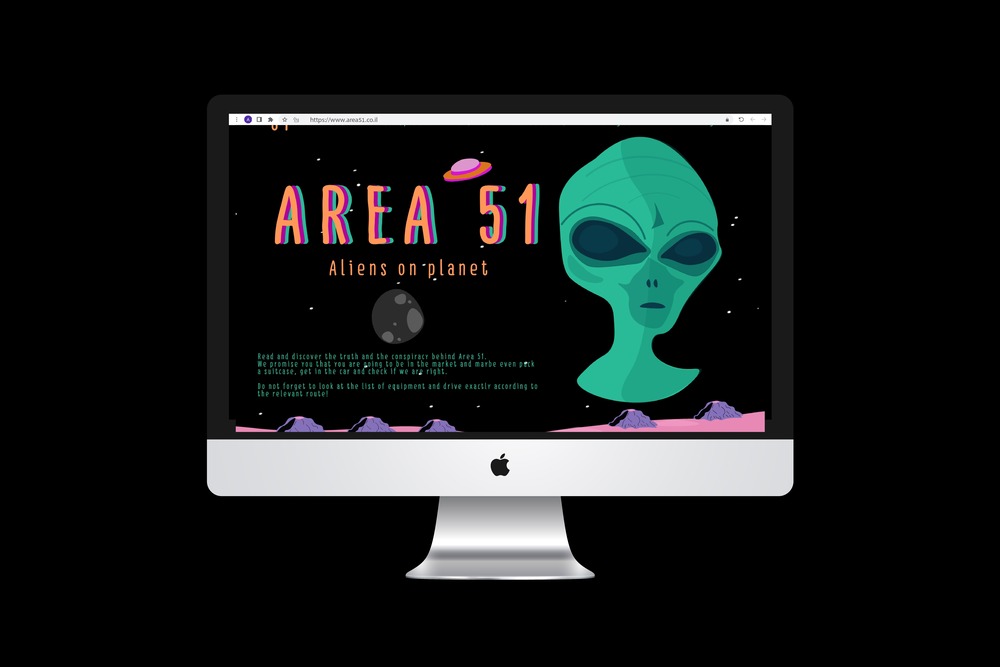 https://www.area51.co.il
51
AREA 51
Aliens on planet
Read and discover the truth and the conspiracy behind Area 51.
We promise you that you are going to be in the market and maybe even pack
a suitcase, get in the car and check if we are right.
Do not forget to look at the list of equipment and drive exactly according to
the relevant route!